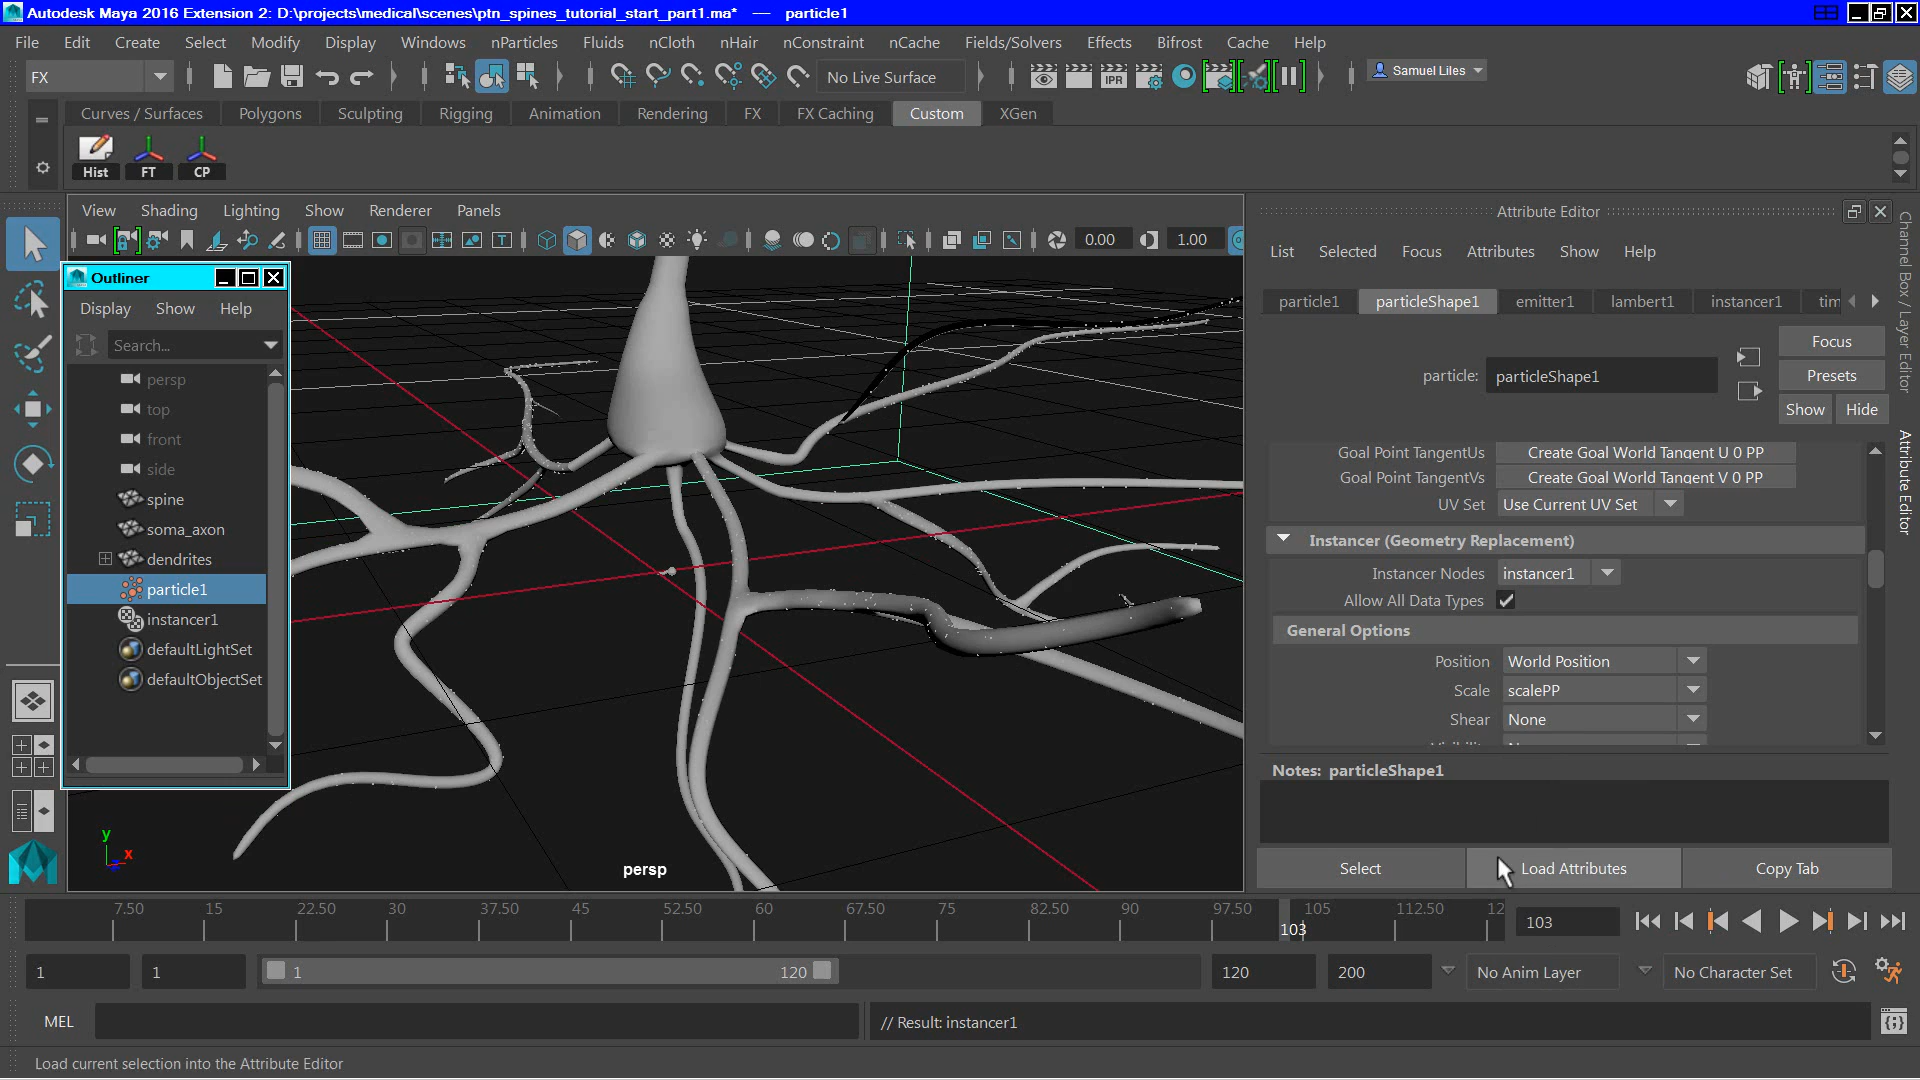 Autodesk Maya 2016 Extension 2: D:\projects\medical\scenes\ptn_spines_tutorial_start_part1.ma* — particle1
File Edit Create Select Modify Display Windows nParticles Fluids nCloth nHair nConstraint nCache Fields/Solvers Effects Bifrost Cache Help
FX No Live Surface IPR Samuel Liles
Curves / Surfaces Polygons Sculpting Rigging Animation Rendering FX FX Caching Custom XGen
Hist FT CP
View Shading Lighting Show Renderer Panels
0.00 1.00
Outliner
Display Show Help
Search...
persp
top
front
side
spine
soma_axon
dendrites
particle1
instancer1
defaultLightSet
defaultObjectSet
y
x
persp
Attribute Editor
List Selected Focus Attributes Show Help
particle1 particleShape1 emitter1 lambert1 instancer1 tim
Focus
particle: particleShape1 Presets
Show Hide
Goal Point TangentUs Create Goal World Tangent U 0 PP
Goal Point TangentVs Create Goal World Tangent V 0 PP
UV Set Use Current UV Set
Instancer (Geometry Replacement)
Instancer Nodes instancer1
Allow All Data Types
General Options
Position World Position
Scale scalePP
Shear None
Notes: particleShape1
Select Load Attributes Copy Tab
Channel Box / Layer Editor
Attribute Editor
7.50 15 22.50 30 37.50 45 52.50 60 67.50 75 82.50 90 97.50 105 112.50 12
103 103
1 1 1 120 120 200 No Anim Layer No Character Set
MEL // Result: instancer1
Load current selection into the Attribute Editor